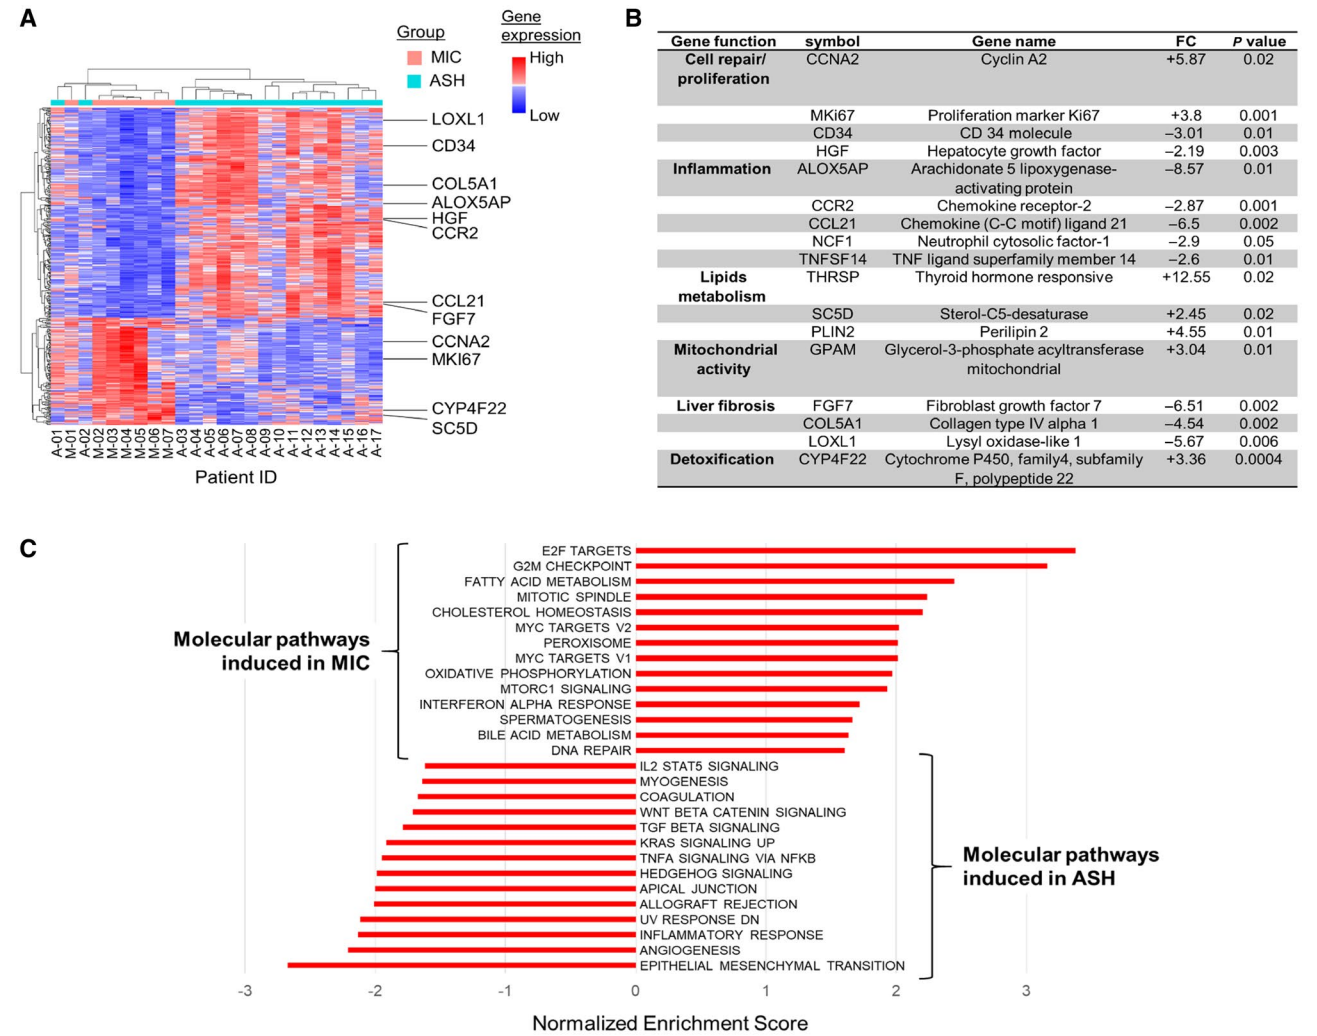 A
Group
MIC
ASH
Gene
expression
High
Low
LOXL1
CD34
COL5A1
ALOX5AP
HGF
CCR2
CCL21
FGF7
CCNA2
MKI67
CYP4F22
SC5D
A-01 M-01 A-02 M-02 M-03 M-04 M-05 M-06 M-07 A-03 A-04 A-05 A-06 A-07 A-08 A-09 A-10 A-11 A-12 A-13 A-14 A-15 A-16 A-17
Patient ID
B
Gene function symbol Gene name FC P value
Cell repair/ CCNA2 Cyclin A2 +5.87 0.02
proliferation
MKi67 Proliferation marker Ki67 +3.8 0.001
CD34 CD 34 molecule –3.01 0.01
HGF Hepatocyte growth factor –2.19 0.003
Inflammation ALOX5AP Arachidonate 5 lipoxygenase- –8.57 0.01
activating protein
CCR2 Chemokine receptor-2 –2.87 0.001
CCL21 Chemokine (C-C motif) ligand 21 –6.5 0.002
NCF1 Neutrophil cytosolic factor-1 –2.9 0.05
TNFSF14 TNF ligand superfamily member 14 –2.6 0.01
Lipids THRSP Thyroid hormone responsive +12.55 0.02
metabolism
SC5D Sterol-C5-desaturase +2.45 0.02
PLIN2 Perilipin 2 +4.55 0.01
Mitochondrial GPAM Glycerol-3-phosphate acyltransferase +3.04 0.01
activity mitochondrial
Liver fibrosis FGF7 Fibroblast growth factor 7 –6.51 0.002
COL5A1 Collagen type IV alpha 1 –4.54 0.002
LOXL1 Lysyl oxidase-like 1 –5.67 0.006
Detoxification CYP4F22 Cytochrome P450, family4, subfamily +3.36 0.0004
F, polypeptide 22
C
Molecular pathways
induced in MIC
E2F TARGETS
G2M CHECKPOINT
FATTY ACID METABOLISM
MITOTIC SPINDLE
CHOLESTEROL HOMEOSTASIS
MYC TARGETS V2
PEROXISOME
MYC TARGETS V1
OXIDATIVE PHOSPHORYLATION
MTORC1 SIGNALING
INTERFERON ALPHA RESPONSE
SPERMATOGENESIS
BILE ACID METABOLISM
DNA REPAIR
IL2 STAT5 SIGNALING
MYOGENESIS
COAGULATION
WNT BETA CATENIN SIGNALING
TGF BETA SIGNALING
KRAS SIGNALING UP
TNFA SIGNALING VIA NFKB
HEDGEHOG SIGNALING
APICAL JUNCTION
ALLOGRAFT REJECTION
UV RESPONSE DN
INFLAMMATORY RESPONSE
ANGIOGENESIS
EPITHELIAL MESENCHYMAL TRANSITION
Molecular pathways
induced in ASH
-3 -2 -1 0 1 2 3
Normalized Enrichment Score